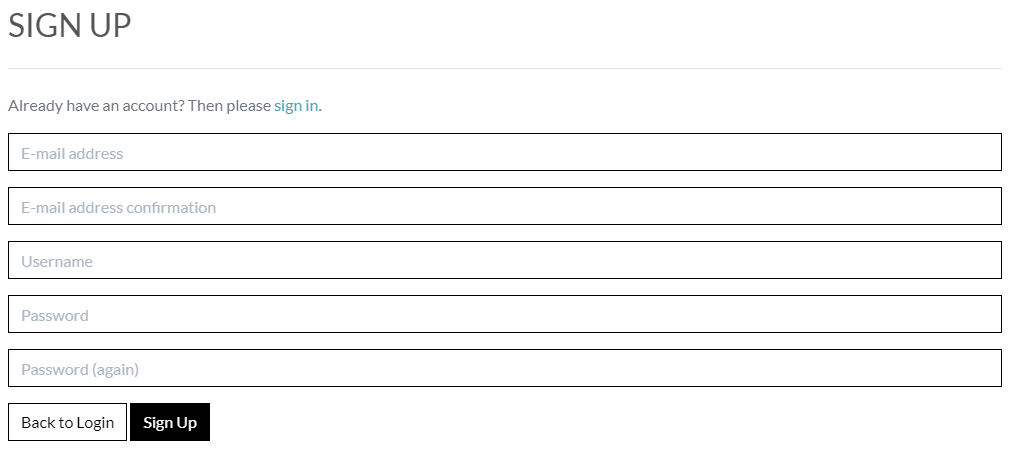 SIGN UP
Already have an account? Then please sign in.
E-mail address
E-mail address confirmation
Username
Password
Password (again)
Back to Login Sign Up